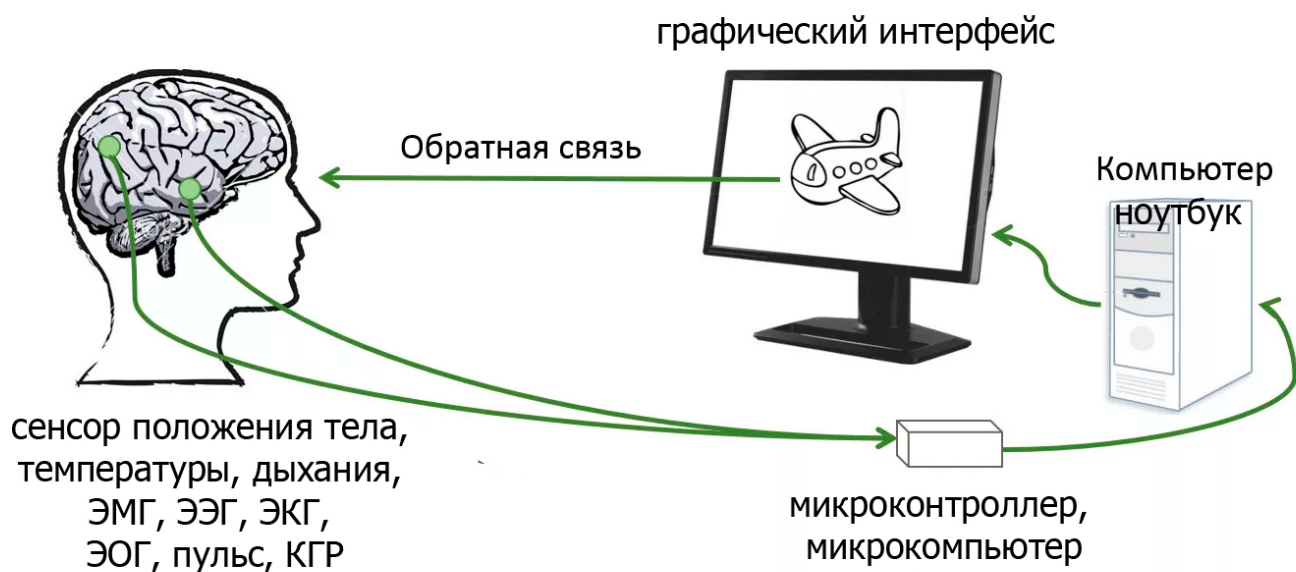 графический интерфейс
Обратная связь
Компьютер
ноутбук
сенсор положения тела,
температуры, дыхания,
ЭМГ, ЭЭГ, ЭКГ,
ЭОГ, пульс, КГР
микроконтроллер,
микрокомпьютер